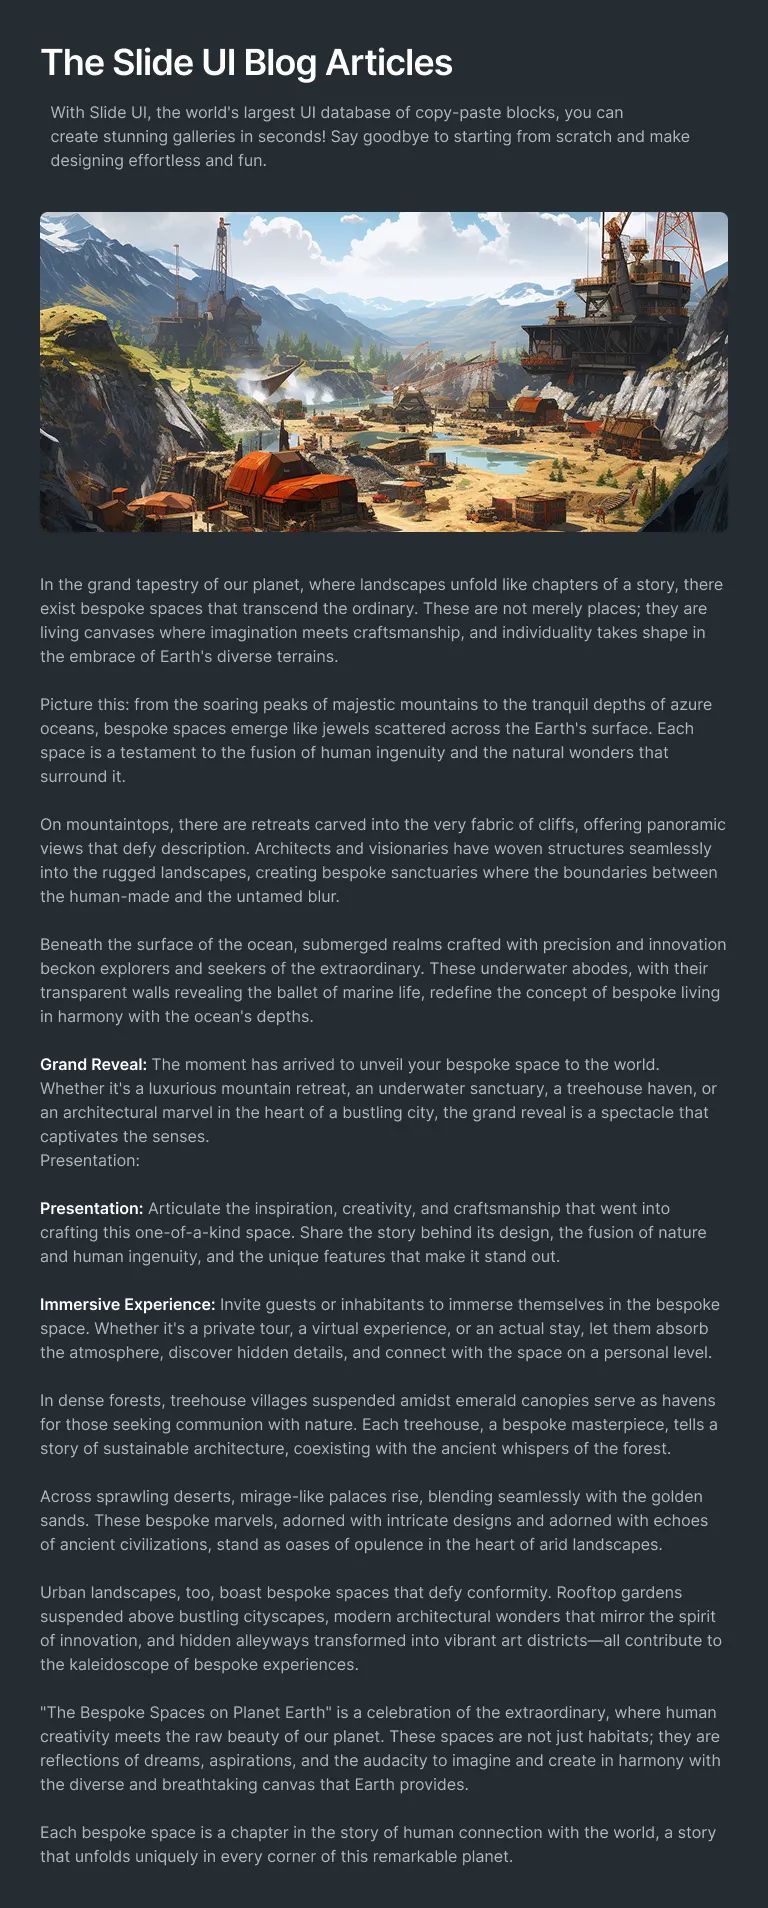 The Slide UI Blog Articles
With Slide UI, the world's largest UI database of copy-paste blocks, you can
create stunning galleries in seconds! Say goodbye to starting from scratch and make
designing effortless and fun.
In the grand tapestry of our planet, where landscapes unfold like chapters of a story, there
exist bespoke spaces that transcend the ordinary. These are not merely places; they are
living canvases where imagination meets craftsmanship, and individuality takes shape in
the embrace of Earth's diverse terrains.
Picture this: from the soaring peaks of majestic mountains to the tranquil depths of azure
oceans, bespoke spaces emerge like jewels scattered across the Earth's surface. Each
space is a testament to the fusion of human ingenuity and the natural wonders that
surround it.
On mountaintops, there are retreats carved into the very fabric of cliffs, offering panoramic
views that defy description. Architects and visionaries have woven structures seamlessly
into the rugged landscapes, creating bespoke sanctuaries where the boundaries between
the human-made and the untamed blur.
Beneath the surface of the ocean, submerged realms crafted with precision and innovation
beckon explorers and seekers of the extraordinary. These underwater abodes, with their
transparent walls revealing the ballet of marine life, redefine the concept of bespoke living
in harmony with the ocean's depths.
Grand Reveal: The moment has arrived to unveil your bespoke space to the world.
Whether it's a luxurious mountain retreat, an underwater sanctuary, a treehouse haven, or
an architectural marvel in the heart of a bustling city, the grand reveal is a spectacle that
captivates the senses.
Presentation:
Presentation: Articulate the inspiration, creativity, and craftsmanship that went into
crafting this one-of-a-kind space. Share the story behind its design, the fusion of nature
and human ingenuity, and the unique features that make it stand out.
Immersive Experience: Invite guests or inhabitants to immerse themselves in the bespoke
space. Whether it's a private tour, a virtual experience, or an actual stay, let them absorb
the atmosphere, discover hidden details, and connect with the space on a personal level.
In dense forests, treehouse villages suspended amidst emerald canopies serve as havens
for those seeking communion with nature. Each treehouse, a bespoke masterpiece, tells a
story of sustainable architecture, coexisting with the ancient whispers of the forest.
Across sprawling deserts, mirage-like palaces rise, blending seamlessly with the golden
sands. These bespoke marvels, adorned with intricate designs and adorned with echoes
of ancient civilizations, stand as oases of opulence in the heart of arid landscapes.
Urban landscapes, too, boast bespoke spaces that defy conformity. Rooftop gardens
suspended above bustling cityscapes, modern architectural wonders that mirror the spirit
of innovation, and hidden alleyways transformed into vibrant art districts—all contribute to
the kaleidoscope of bespoke experiences.
"The Bespoke Spaces on Planet Earth" is a celebration of the extraordinary, where human
creativity meets the raw beauty of our planet. These spaces are not just habitats; they are
reflections of dreams, aspirations, and the audacity to imagine and create in harmony with
the diverse and breathtaking canvas that Earth provides.
Each bespoke space is a chapter in the story of human connection with the world, a story
that unfolds uniquely in every corner of this remarkable planet.